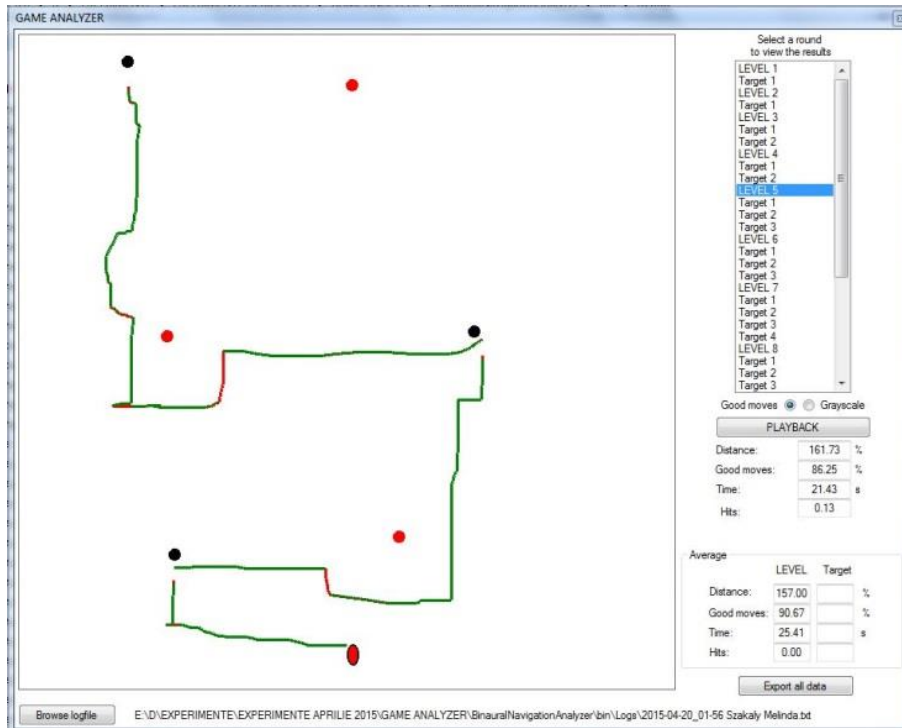 GAME ANALYZER
Select a round
to view the results
LEVEL 1
Target 1
LEVEL 2
Target 1
LEVEL 3
Target 1
Target 2
LEVEL 4
Target 1
Target 2
LEVEL 5
Target 1
Target 2
Target 3
LEVEL 6
Target 1
Target 2
Target 3
LEVEL 7
Target 1
Target 2
Target 3
Target 4
LEVEL 8
Target 1
Target 2
Target 3
Good moves Grayscale
PLAYBACK
Distance: 161.73 %
Good moves: 86.25 %
Time: 21.43 s
Hits: 0.13
Average
LEVEL Target
Distance: 157.00 %
Good moves: 90.67 %
Time: 25.41 s
Hits: 0.00
Export all data
Browse logfile E:\D\EXPERIMENTE\EXPERIMENTE APRILIE 2015\GAME ANALYZER\BinauralNavigationAnalyzer\bin\Logs\2015-04-20_01-56 Szakaly Melinda.txt